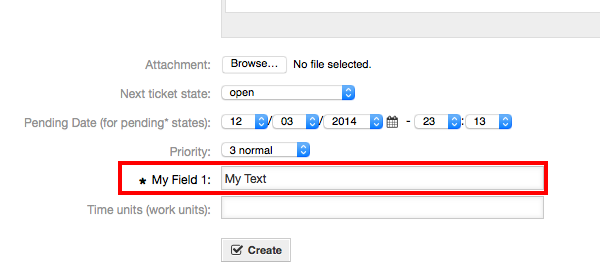 Attachment: Browse... No file selected.
Next ticket state: open
Pending Date (for pending* states): 12 / 03 / 2014 - 23 : 13
Priority: 3 normal
* My Field 1: My Text
Time units (work units):
Create